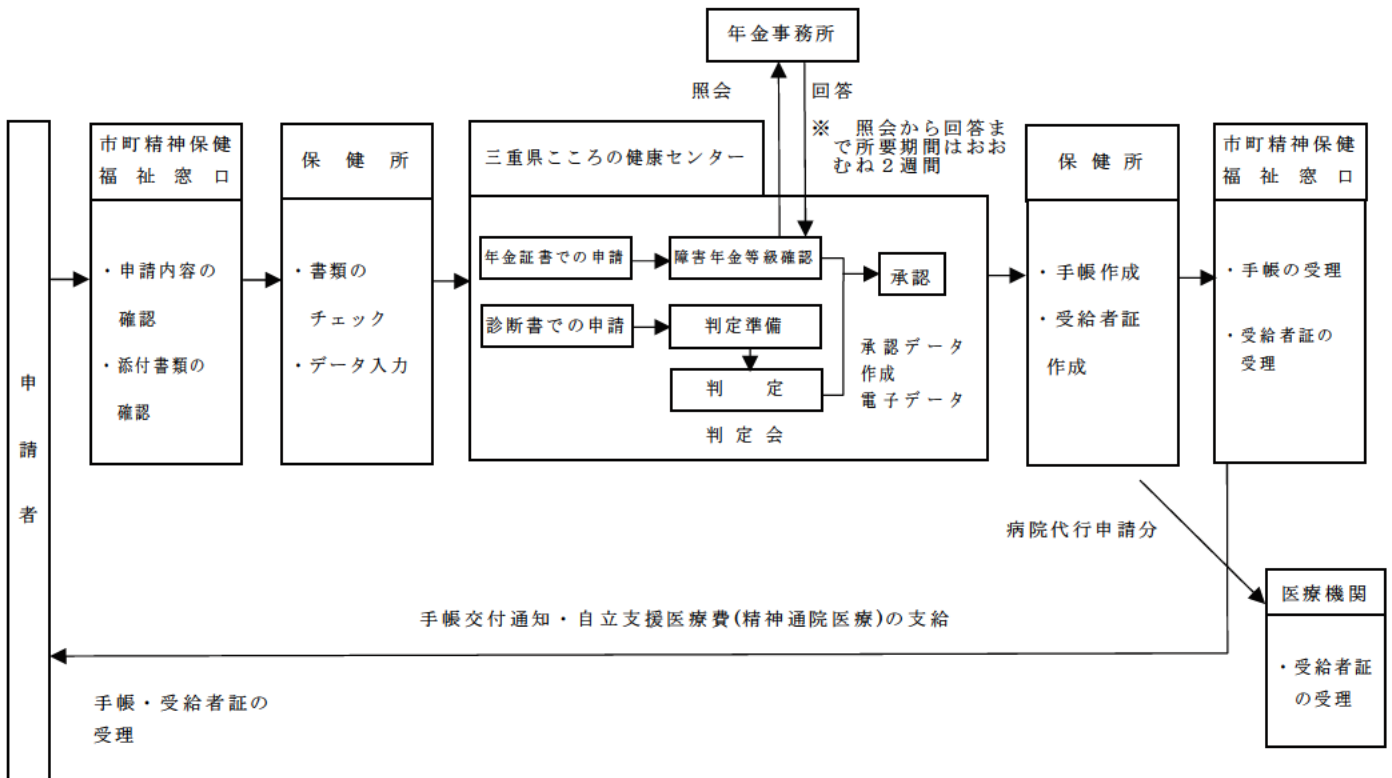 年金事務所
照会
回答
※ 照会から回答ま
で所要期間はおお
むね２週間
申請者
市町精神保健
福祉窓口
・申請内容の
確認
・添付書類の
確認
保健所
・書類の
チェック
・データ入力
三重県こころの健康センター
年金証書での申請
障害年金等級確認
承認
診断書での申請
判定準備
判定
判定会
承認データ
作成
電子データ
保健所
・手帳作成
・受給者証
作成
市町精神保健
福祉窓口
・手帳の受理
・受給者証の
受理
病院代行申請分
医療機関
・受給者証
の受理
手帳交付通知・自立支援医療費(精神通院医療)の支給
手帳・受給者証の
受理